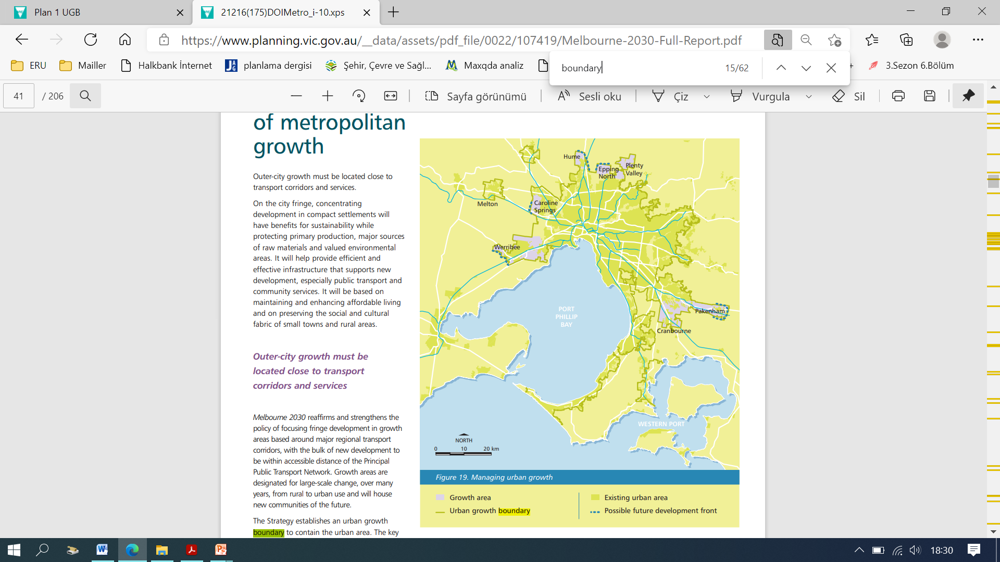 Plan 1 UGB
21216(175)DOIMetro_i-10.xps
https://www.planning.vic.gov.au/__data/assets/pdf_file/0022/107419/Melbourne-2030-Full-Report.pdf
ERU
Mailler
Halkbank İnternet
planlama dergisi
Şehir, Çevre ve Sağl...
Maxqda analiz
3.Sezon 6.Bölüm
boundary
15/62
41
/ 206
Sayfa görünümü
Sesli oku
Çiz
Vurgula
Sil
of metropolitan
growth
Outer-city growth must be located close to
transport corridors and services.
On the city fringe, concentrating
development in compact settlements will
have benefits for sustainability while
protecting primary production, major sources
of raw materials and valued environmental
areas. It will help provide efficient and
effective infrastructure that supports new
development, especially public transport and
community services. It will be based on
maintaining and enhancing affordable living
and on preserving the social and cultural
fabric of small towns and rural areas.
Outer-city growth must be
located close to transport
corridors and services
Melbourne 2030 reaffirms and strengthens the
policy of focusing fringe development in growth
areas based around major regional transport
corridors, with the bulk of new development to
be within accessible distance of the Principal
Public Transport Network. Growth areas are
designated for large-scale change, over many
years, from rural to urban use and will house
new communities of the future.
The Strategy establishes an urban growth
boundary to contain the urban area. The key
Hume
Epping
North
Plenty
Valley
Melton
Caroline
Springs
Werribee
PORT
PHILLIP
BAY
Pakenham
Cranbourne
WESTERN PORT
NORTH
0 10 20 km
Figure 19. Managing urban growth
Growth area
Urban growth boundary
Existing urban area
Possible future development front
18:30